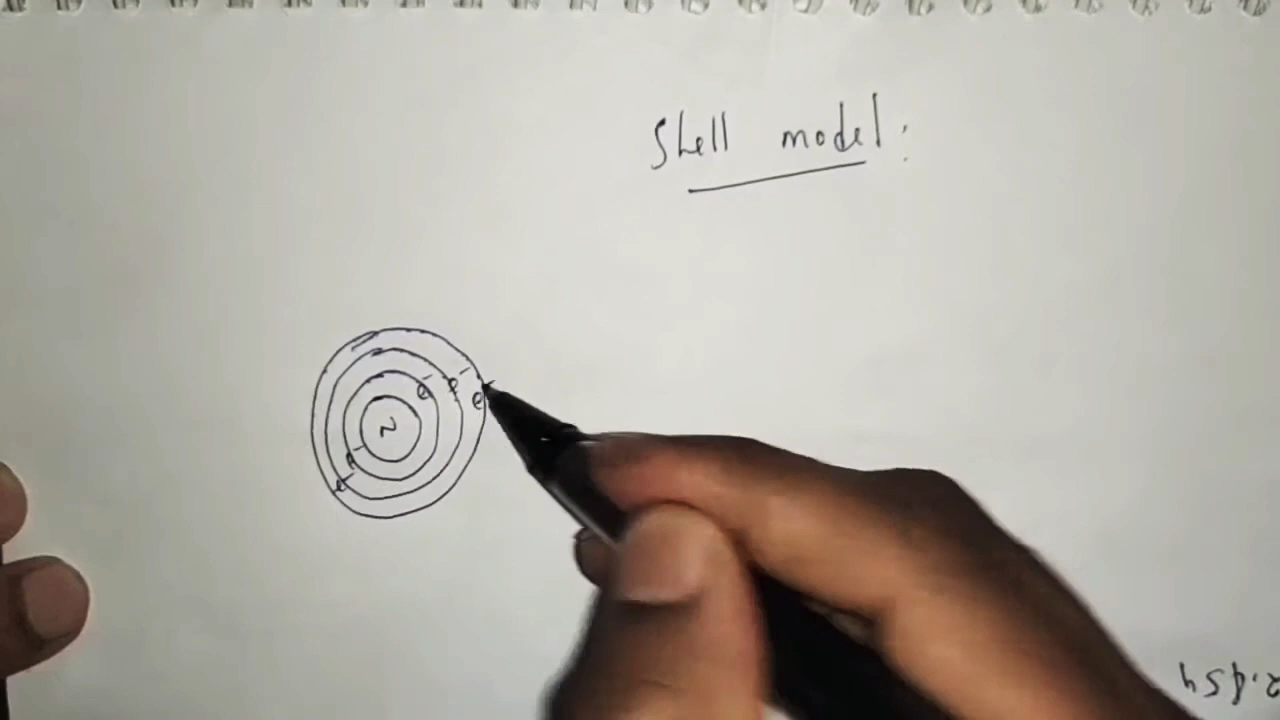 Shell model:
N
e⁻ e⁻ e⁻
e⁻
e⁻